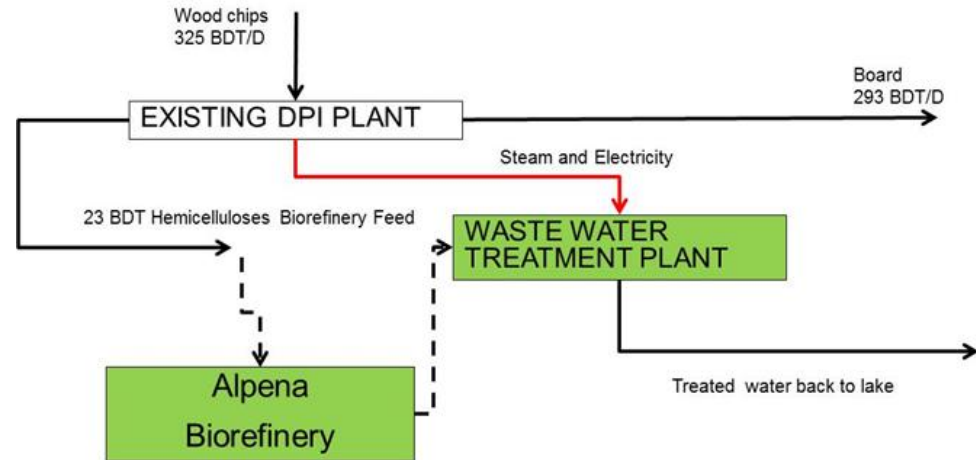 Wood chips
325 BDT/D
Board
293 BDT/D
EXISTING DPI PLANT
Steam and Electricity
23 BDT Hemicelluloses Biorefinery Feed
WASTE WATER
TREATMENT PLANT
Alpena
Biorefinery
Treated water back to lake